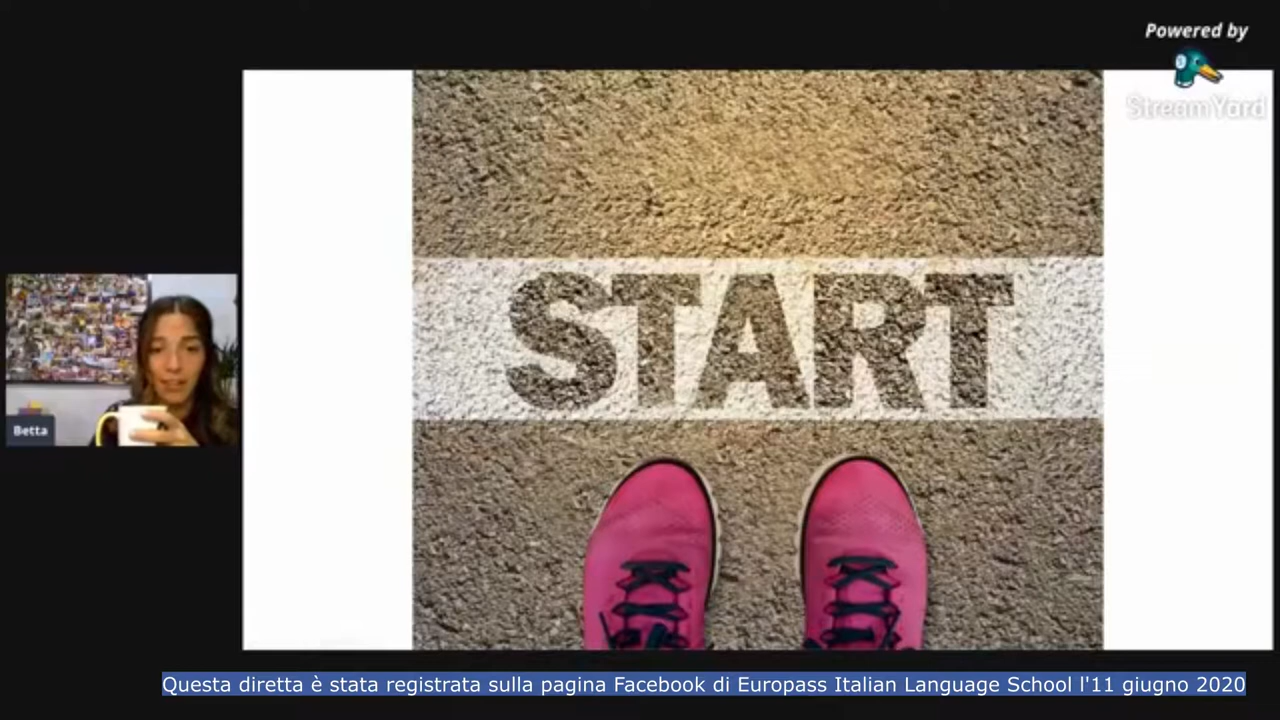 Powered by
StreamYard
START
Betta
Questa diretta è stata registrata sulla pagina Facebook di Europass Italian Language School l'11 giugno 2020